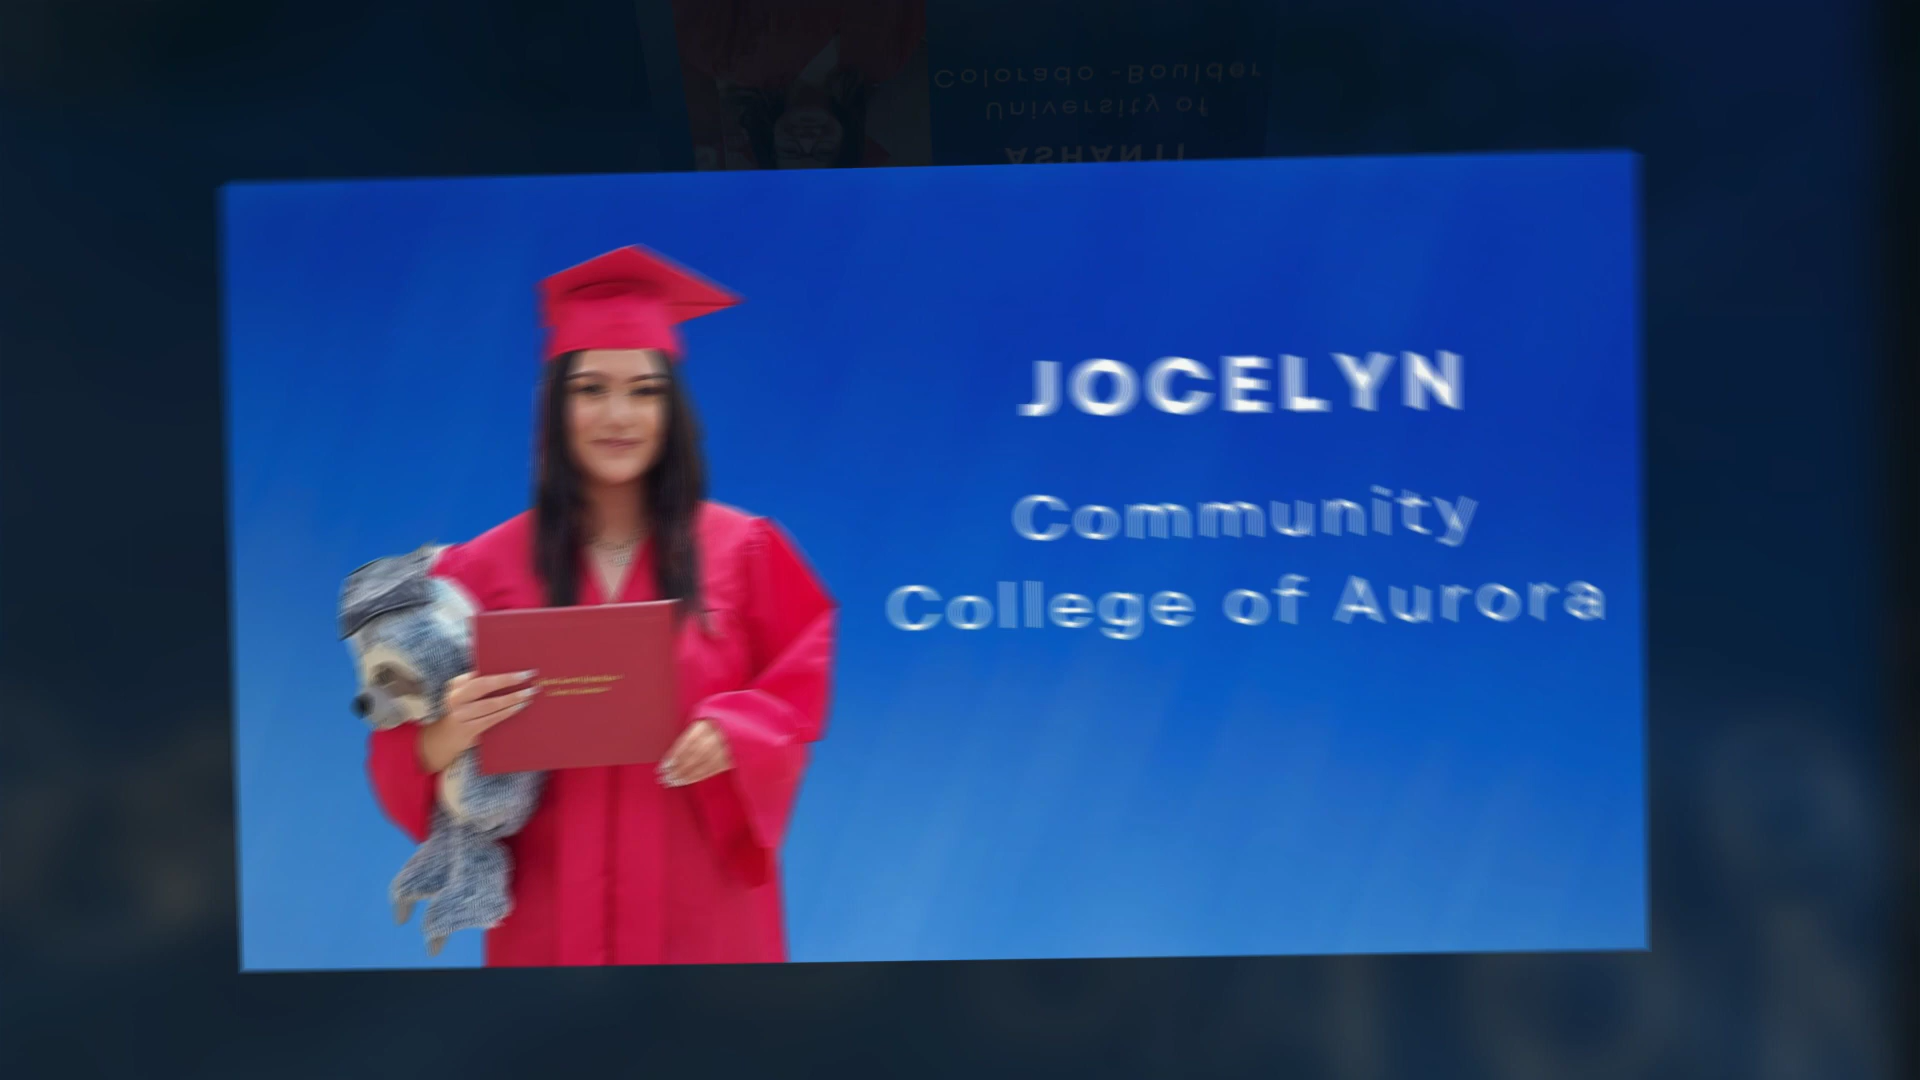 Colorado - Boulder
University of
ASHANTI
JOCELYN
Community
College of Aurora